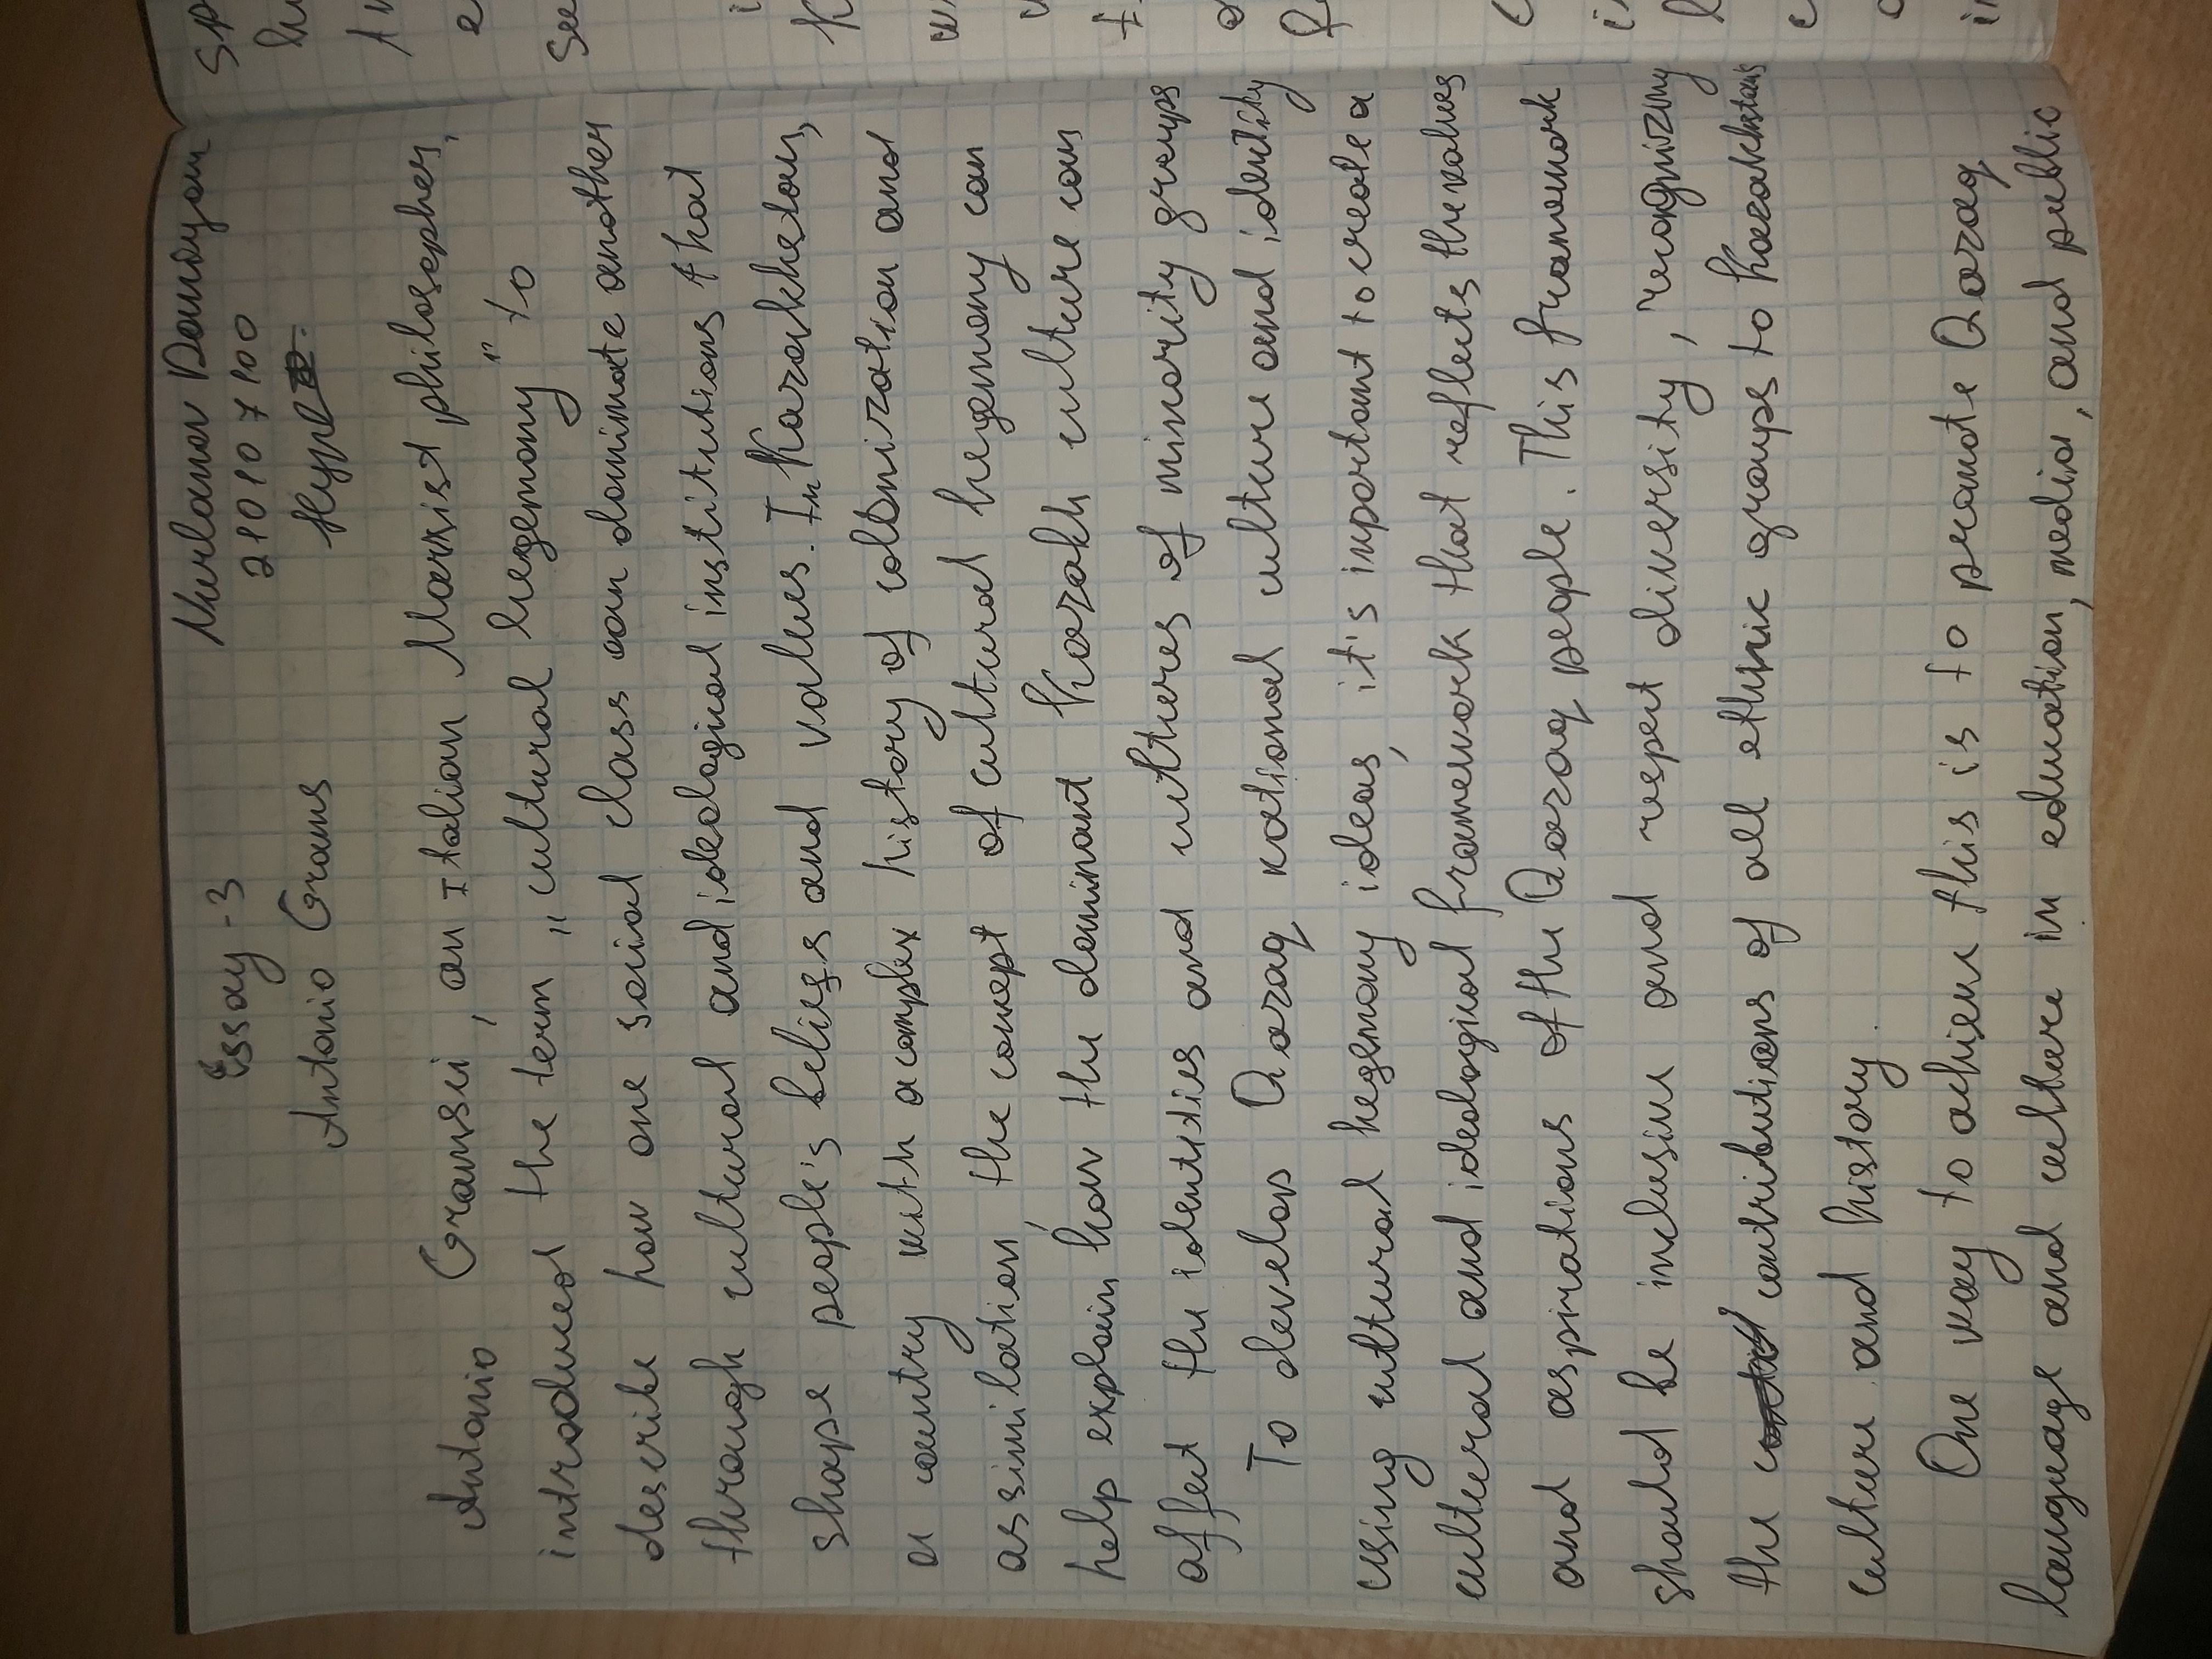 Essay - 3
Nurlanov
210107100
Antonio Grams
Antonio Gramsci, an Italian Marxist philosopher,
introduced the term „cultural hegemony" to
describe how one social class can dominate another
through cultural and ideological institutions that
shape people's beliefs and values. In Kazakhstan,
a country with a complex history of colonization and
assimilation, the concept of cultural hegemony can
help explain how the dominant Kazakh culture can
affect the identities and cultures of minority groups
To develop Qazaq national culture and identity
using cultural hegemony ideas, it's inportant to create a
cultural and ideological framework that reflects the values
and aspirations of the Qazaq people. This framework
should be inclusive and respect diversity, recognizing
the contributions of all ethnic groups to Kazakhstan's
culture and history.
One way to achieve this is to promote Qazaq
language and culture in education, media, and public